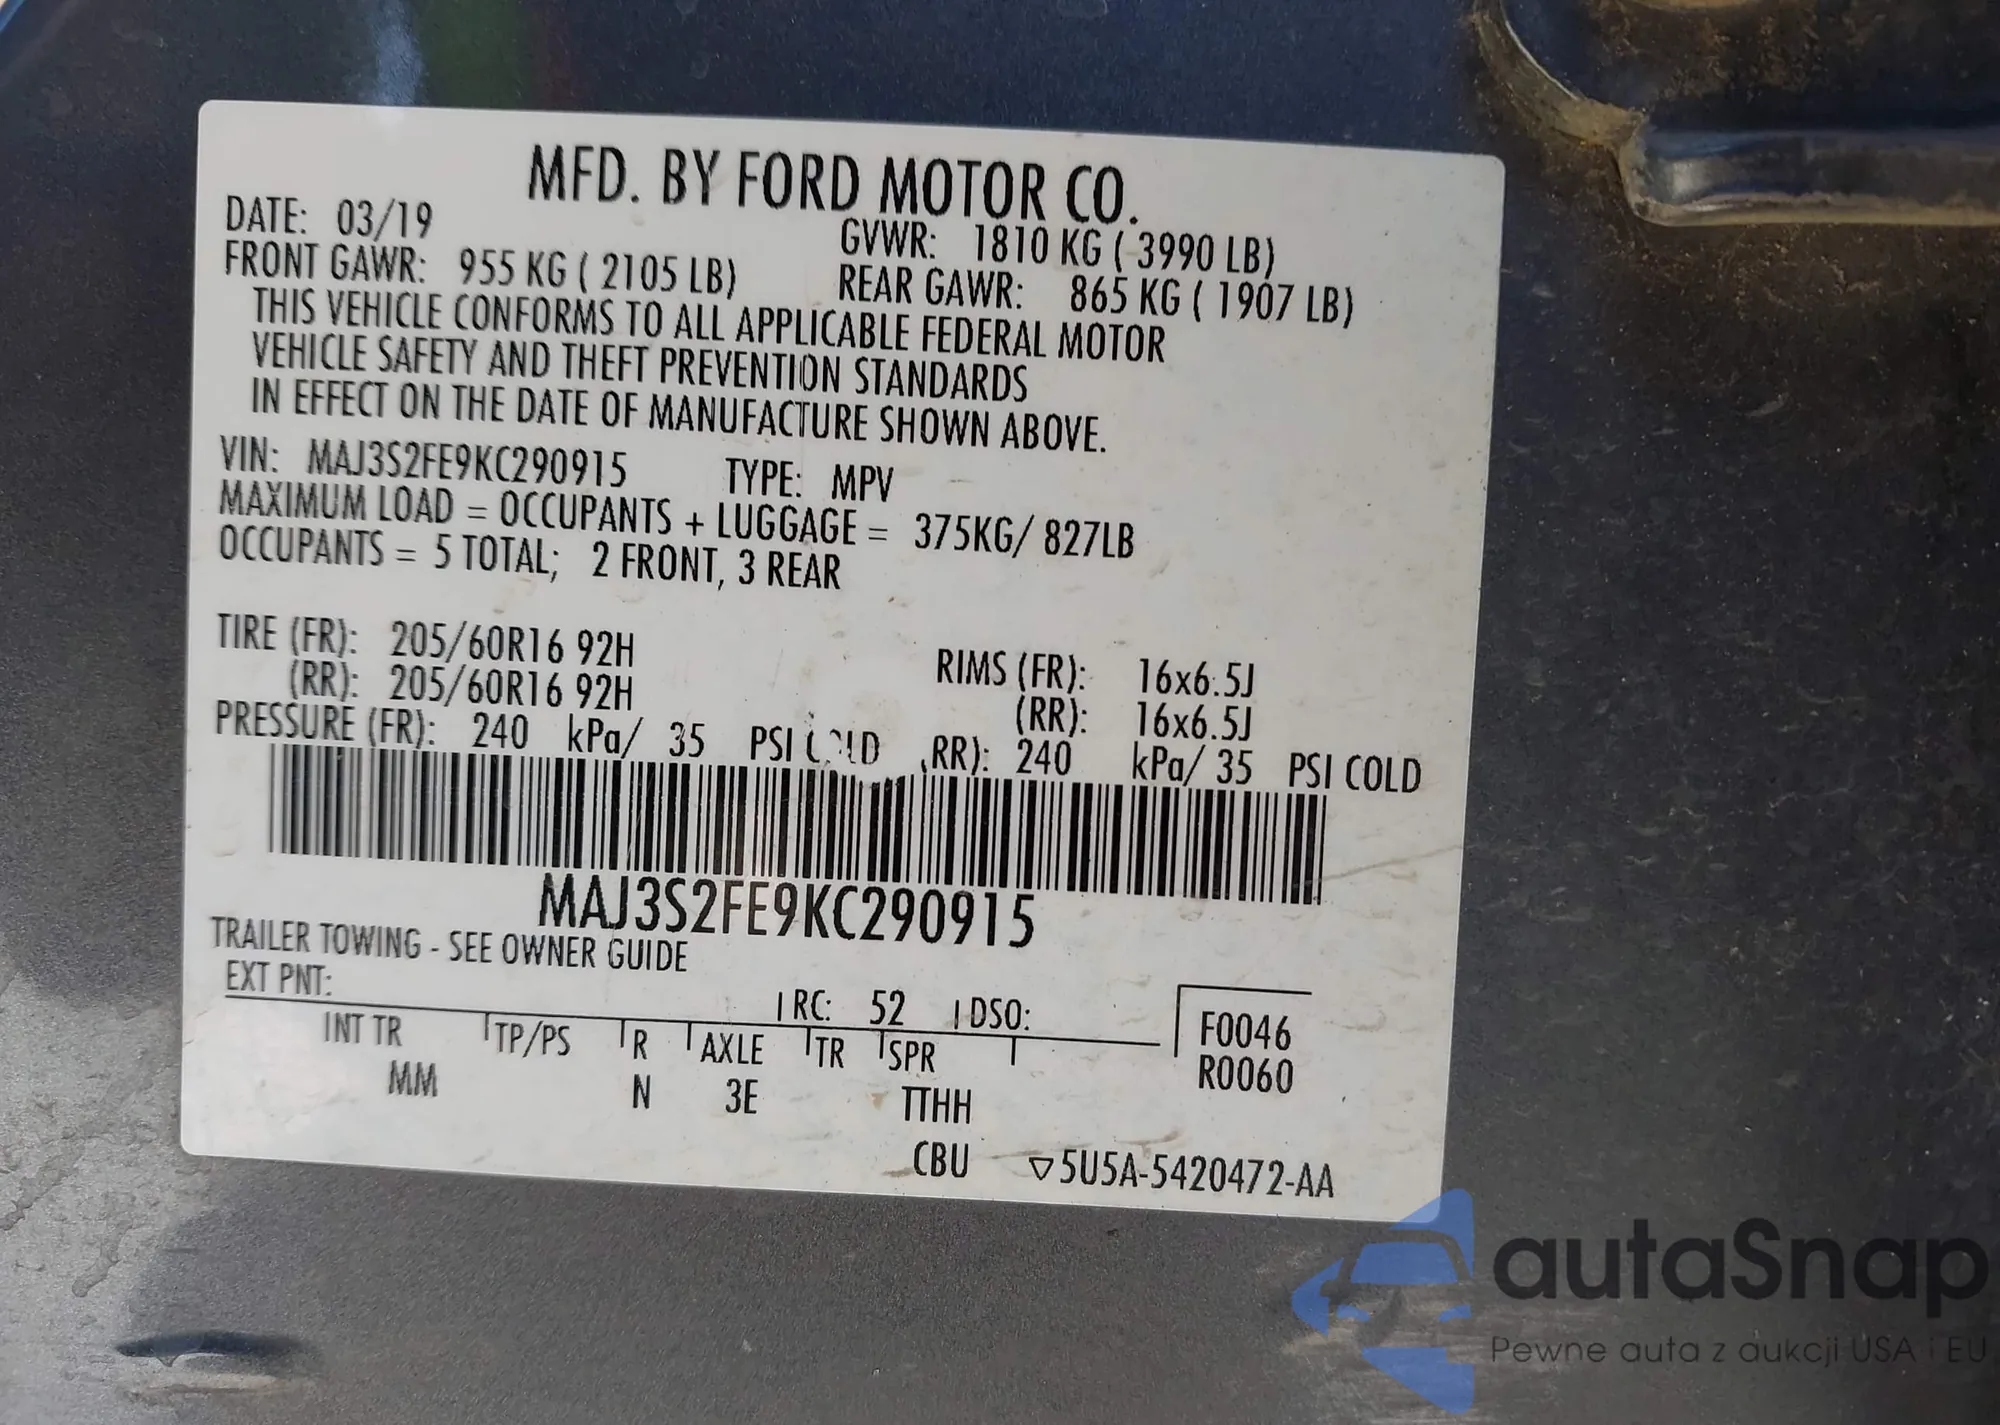 MFD. BY FORD MOTOR CO.
DATE: 03/19 GVWR: 1810 KG ( 3990 LB)
FRONT GAWR: 955 KG ( 2105 LB) REAR GAWR: 865 KG ( 1907 LB)
THIS VEHICLE CONFORMS TO ALL APPLICABLE FEDERAL MOTOR
VEHICLE SAFETY AND THEFT PREVENTION STANDARDS
IN EFFECT ON THE DATE OF MANUFACTURE SHOWN ABOVE.
VIN: MAJ3S2FE9KC290915 TYPE: MPV
MAXIMUM LOAD = OCCUPANTS + LUGGAGE = 375KG/ 827LB
OCCUPANTS = 5 TOTAL; 2 FRONT, 3 REAR
TIRE (FR): 205/60R16 92H RIMS (FR): 16x6.5J
(RR): 205/60R16 92H (RR): 16x6.5J
PRESSURE (FR): 240 kPa/ 35 PSI COLD (RR): 240 kPa/ 35 PSI COLD
MAJ3S2FE9KC290915
TRAILER TOWING - SEE OWNER GUIDE
EXT PNT: RC: 52 DSO:
INT TR TP/PS R AXLE TR SPR F0046
MM N 3E TTHH R0060
CBU ▽5U5A-5420472-AA
autaSnap
Pewne auta z aukcji USA i EU